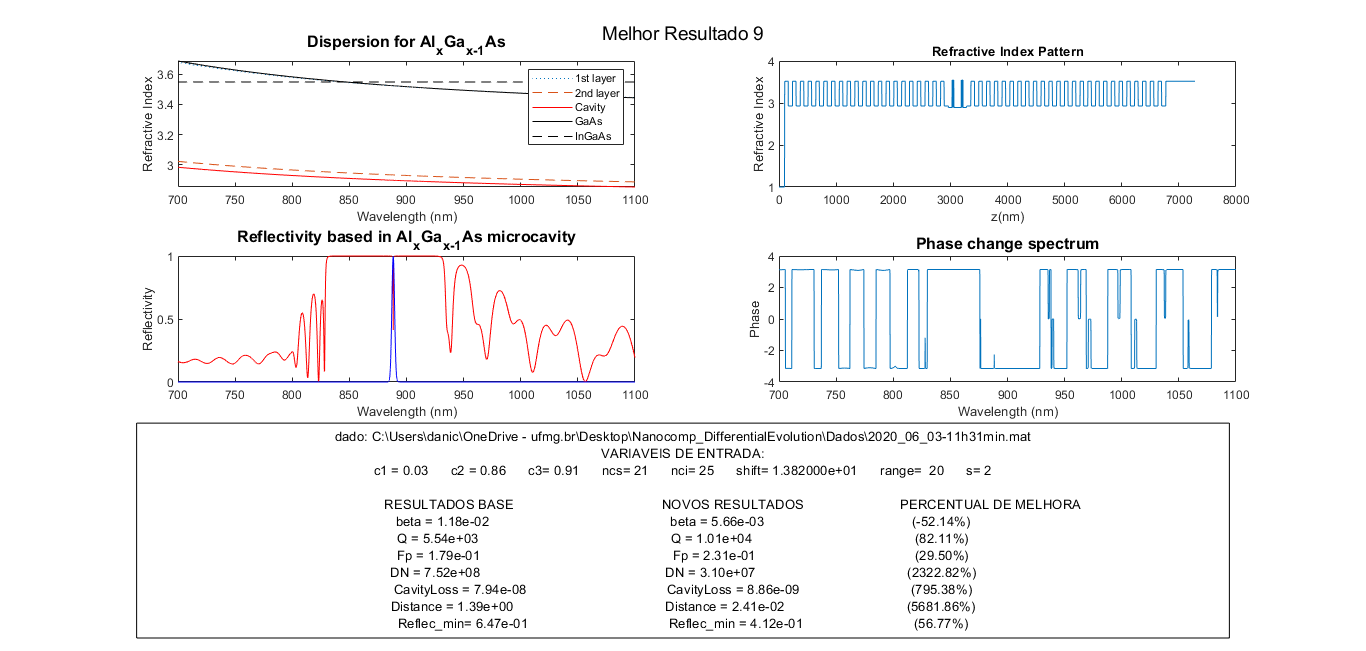 Melhor Resultado 9
Dispersion for AlxGax-1As
Refractive Index
3.6
3.4
3.2
3
1st layer
2nd layer
Cavity
GaAs
InGaAs
700 750 800 850 900 950 1000 1050 1100
Wavelength (nm)
Refractive Index Pattern
Refractive Index
4
3
2
1
0 1000 2000 3000 4000 5000 6000 7000 8000
z(nm)
Reflectivity based in AlxGax-1As microcavity
Reflectivity
1
0.5
0
700 750 800 850 900 950 1000 1050 1100
Wavelength (nm)
Phase change spectrum
Phase
4
2
0
-2
-4
700 750 800 850 900 950 1000 1050 1100
Wavelength (nm)
dado: C:\Users\danic\OneDrive - ufmg.br\Desktop\Nanocomp_DifferentialEvolution\Dados\2020_06_03-11h31min.mat
VARIAVEIS DE ENTRADA:
c1 = 0.03 c2 = 0.86 c3= 0.91 ncs= 21 nci= 25 shift= 1.382000e+01 range= 20 s= 2
RESULTADOS BASE NOVOS RESULTADOS PERCENTUAL DE MELHORA
beta = 1.18e-02 beta = 5.66e-03 (-52.14%)
Q = 5.54e+03 Q = 1.01e+04 (82.11%)
Fp = 1.79e-01 Fp = 2.31e-01 (29.50%)
DN = 7.52e+08 DN = 3.10e+07 (2322.82%)
CavityLoss = 7.94e-08 CavityLoss = 8.86e-09 (795.38%)
Distance = 1.39e+00 Distance = 2.41e-02 (5681.86%)
Reflec_min= 6.47e-01 Reflec_min= 4.12e-01 (56.77%)